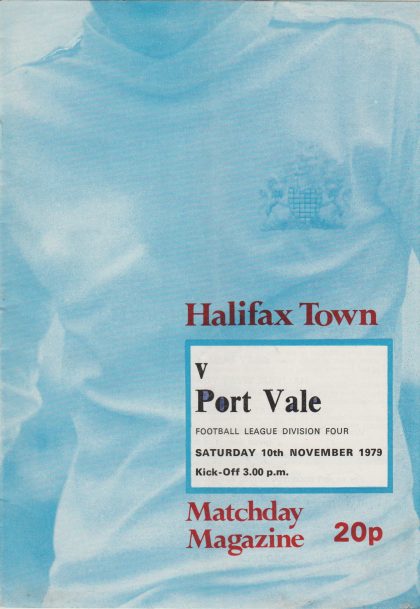 Halifax Town
v
Port Vale
FOOTBALL LEAGUE DIVISION FOUR
SATURDAY 10th NOVEMBER 1979
Kick-Off 3.00 p.m.
Matchday
Magazine 20p